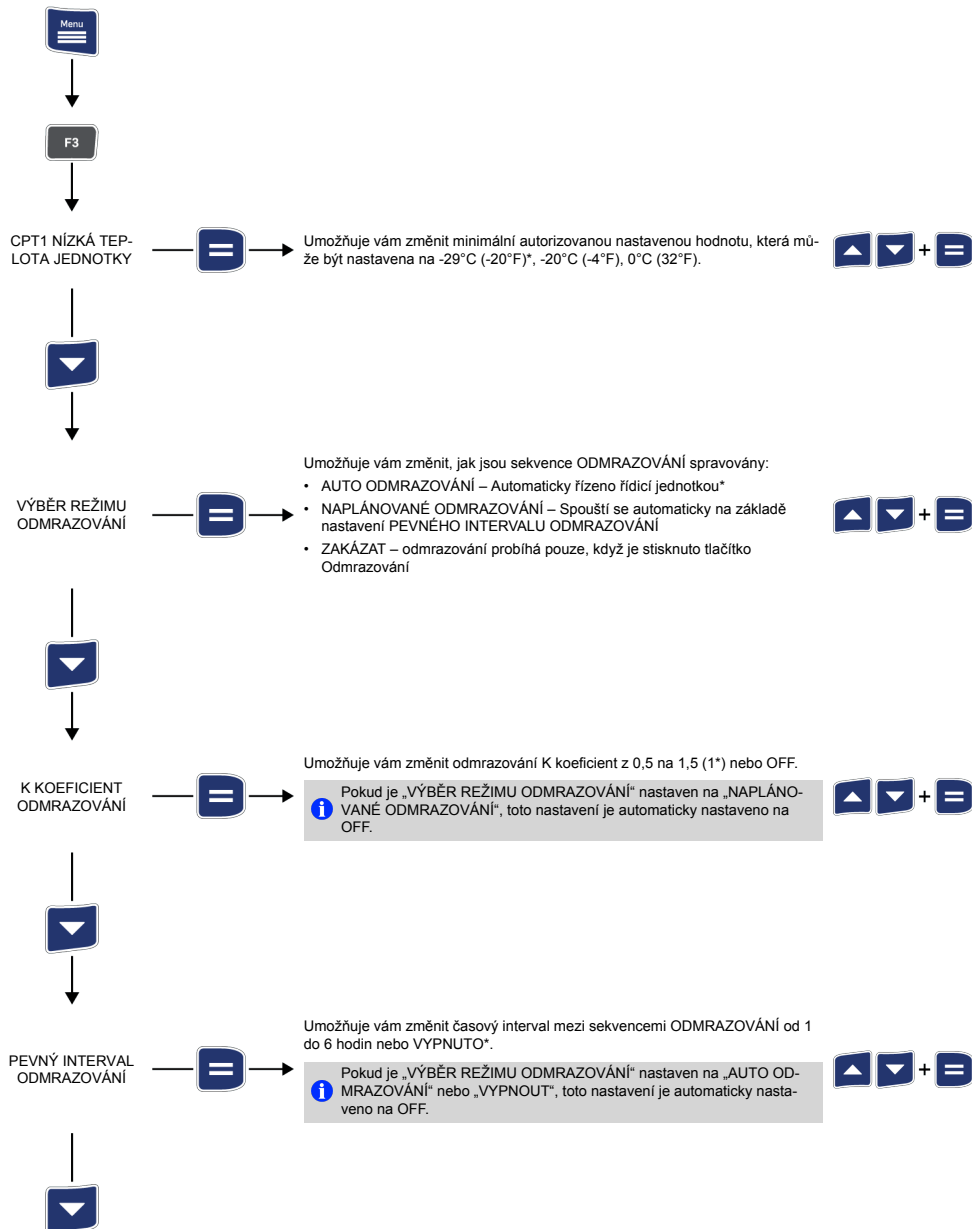 Menu
F3
CPT1 NÍZKÁ TEP-
LOTA JEDNOTKY
Umožňuje vám změnit minimální autorizovanou nastavenou hodnotu, která mů-
že být nastavena na -29°C (-20°F)*, -20°C (-4°F), 0°C (32°F).
+
VÝBĚR REŽIMU
ODMRAZOVÁNÍ
Umožňuje vám změnit, jak jsou sekvence ODMRAZOVÁNÍ spravovány:
• AUTO ODMRAZOVÁNÍ – Automaticky řízeno řídicí jednotkou*
• NAPLÁNOVANÉ ODMRAZOVÁNÍ – Spouští se automaticky na základě
nastavení PEVNÉHO INTERVALU ODMRAZOVÁNÍ
• ZAKÁZAT – odmrazování probíhá pouze, když je stisknuto tlačítko
Odmrazování
+
K KOEFICIENT
ODMRAZOVÁNÍ
Umožňuje vám změnit odmrazování K koeficient z 0,5 na 1,5 (1*) nebo OFF.
Pokud je „VÝBĚR REŽIMU ODMRAZOVÁNÍ“ nastaven na „NAPLÁNO-
VANÉ ODMRAZOVÁNÍ“, toto nastavení je automaticky nastaveno na
OFF.
+
PEVNÝ INTERVAL
ODMRAZOVÁNÍ
Umožňuje vám změnit časový interval mezi sekvencemi ODMRAZOVÁNÍ od 1
do 6 hodin nebo VYPNUTO*.
Pokud je „VÝBĚR REŽIMU ODMRAZOVÁNÍ“ nastaven na „AUTO OD-
MRAZOVÁNÍ“ nebo „VYPNOUT“, toto nastavení je automaticky nasta-
veno na OFF.
+